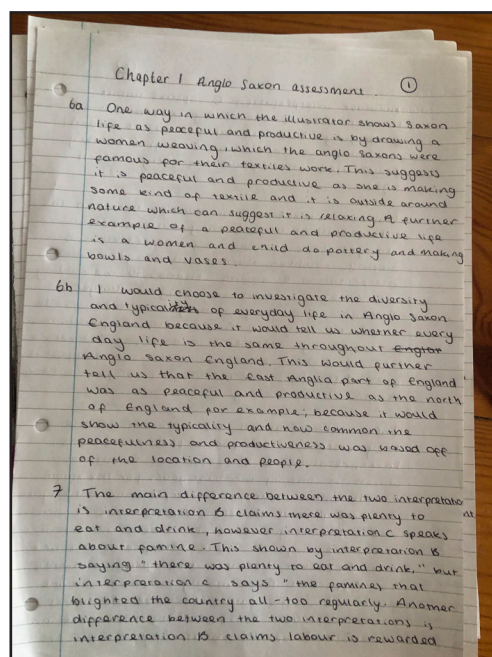 Chapter 1 Anglo Saxon assessment. 1
6a One way in which the illustrator shows Saxon
life as peaceful and productive is by drawing a
women weaving, which the anglo saxons were
famous for their textiles work. This suggests
it is peaceful and productive as she is making
some kind of textile and it is outside around
nature which can suggest it is relaxing. A further
example of a peaceful and productive life
is a women and child do pottery and making
bowls and vases.
6b I would choose to investigate the diversity
and typicality of everyday life in Anglo Saxon
England because it would tell us whether every
day life is the same throughout Englan
Anglo Saxon England. This would further
tell us that the East Anglia part of England
was as peaceful and productive as the north
of England for example, because it would
show the typicality and how common the
peacefulness and productiveness was based off
of the location and people.
7 The main difference between the two interpretation
is interpretation B claims there was plenty to
eat and drink, however interpretation C speaks
about famine. This shown by interpretation B
saying "there was plenty to eat and drink," but
interpretation C says "the famines that
blighted the country all-too regularly. Another
difference between the two interpretations is
interpretation B claims labour is rewarded